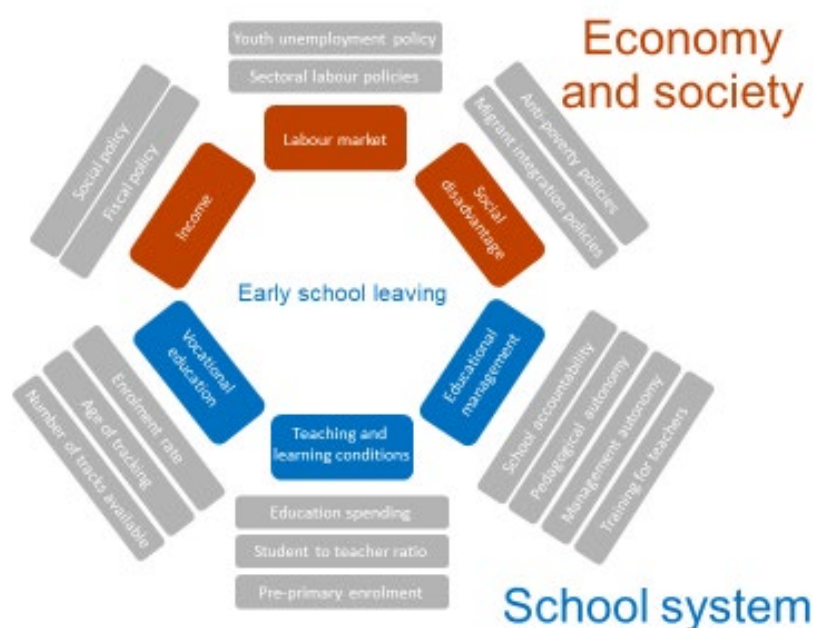 Economy
and society
Youth unemployment policy
Sectoral labour policies
Labour market
Social policy
Fiscal policy
Income
Anti-poverty policies
Migrant integration policies
Social
disadvantage
Early school leaving
Vocational
education
Enrolment rate
Age of tracking
Number of tracks available
Teaching and
learning conditions
Education spending
Student to teacher ratio
Pre-primary enrolment
Educational
management
School accountability
Pedagogical autonomy
Management autonomy
Training for teachers
School system